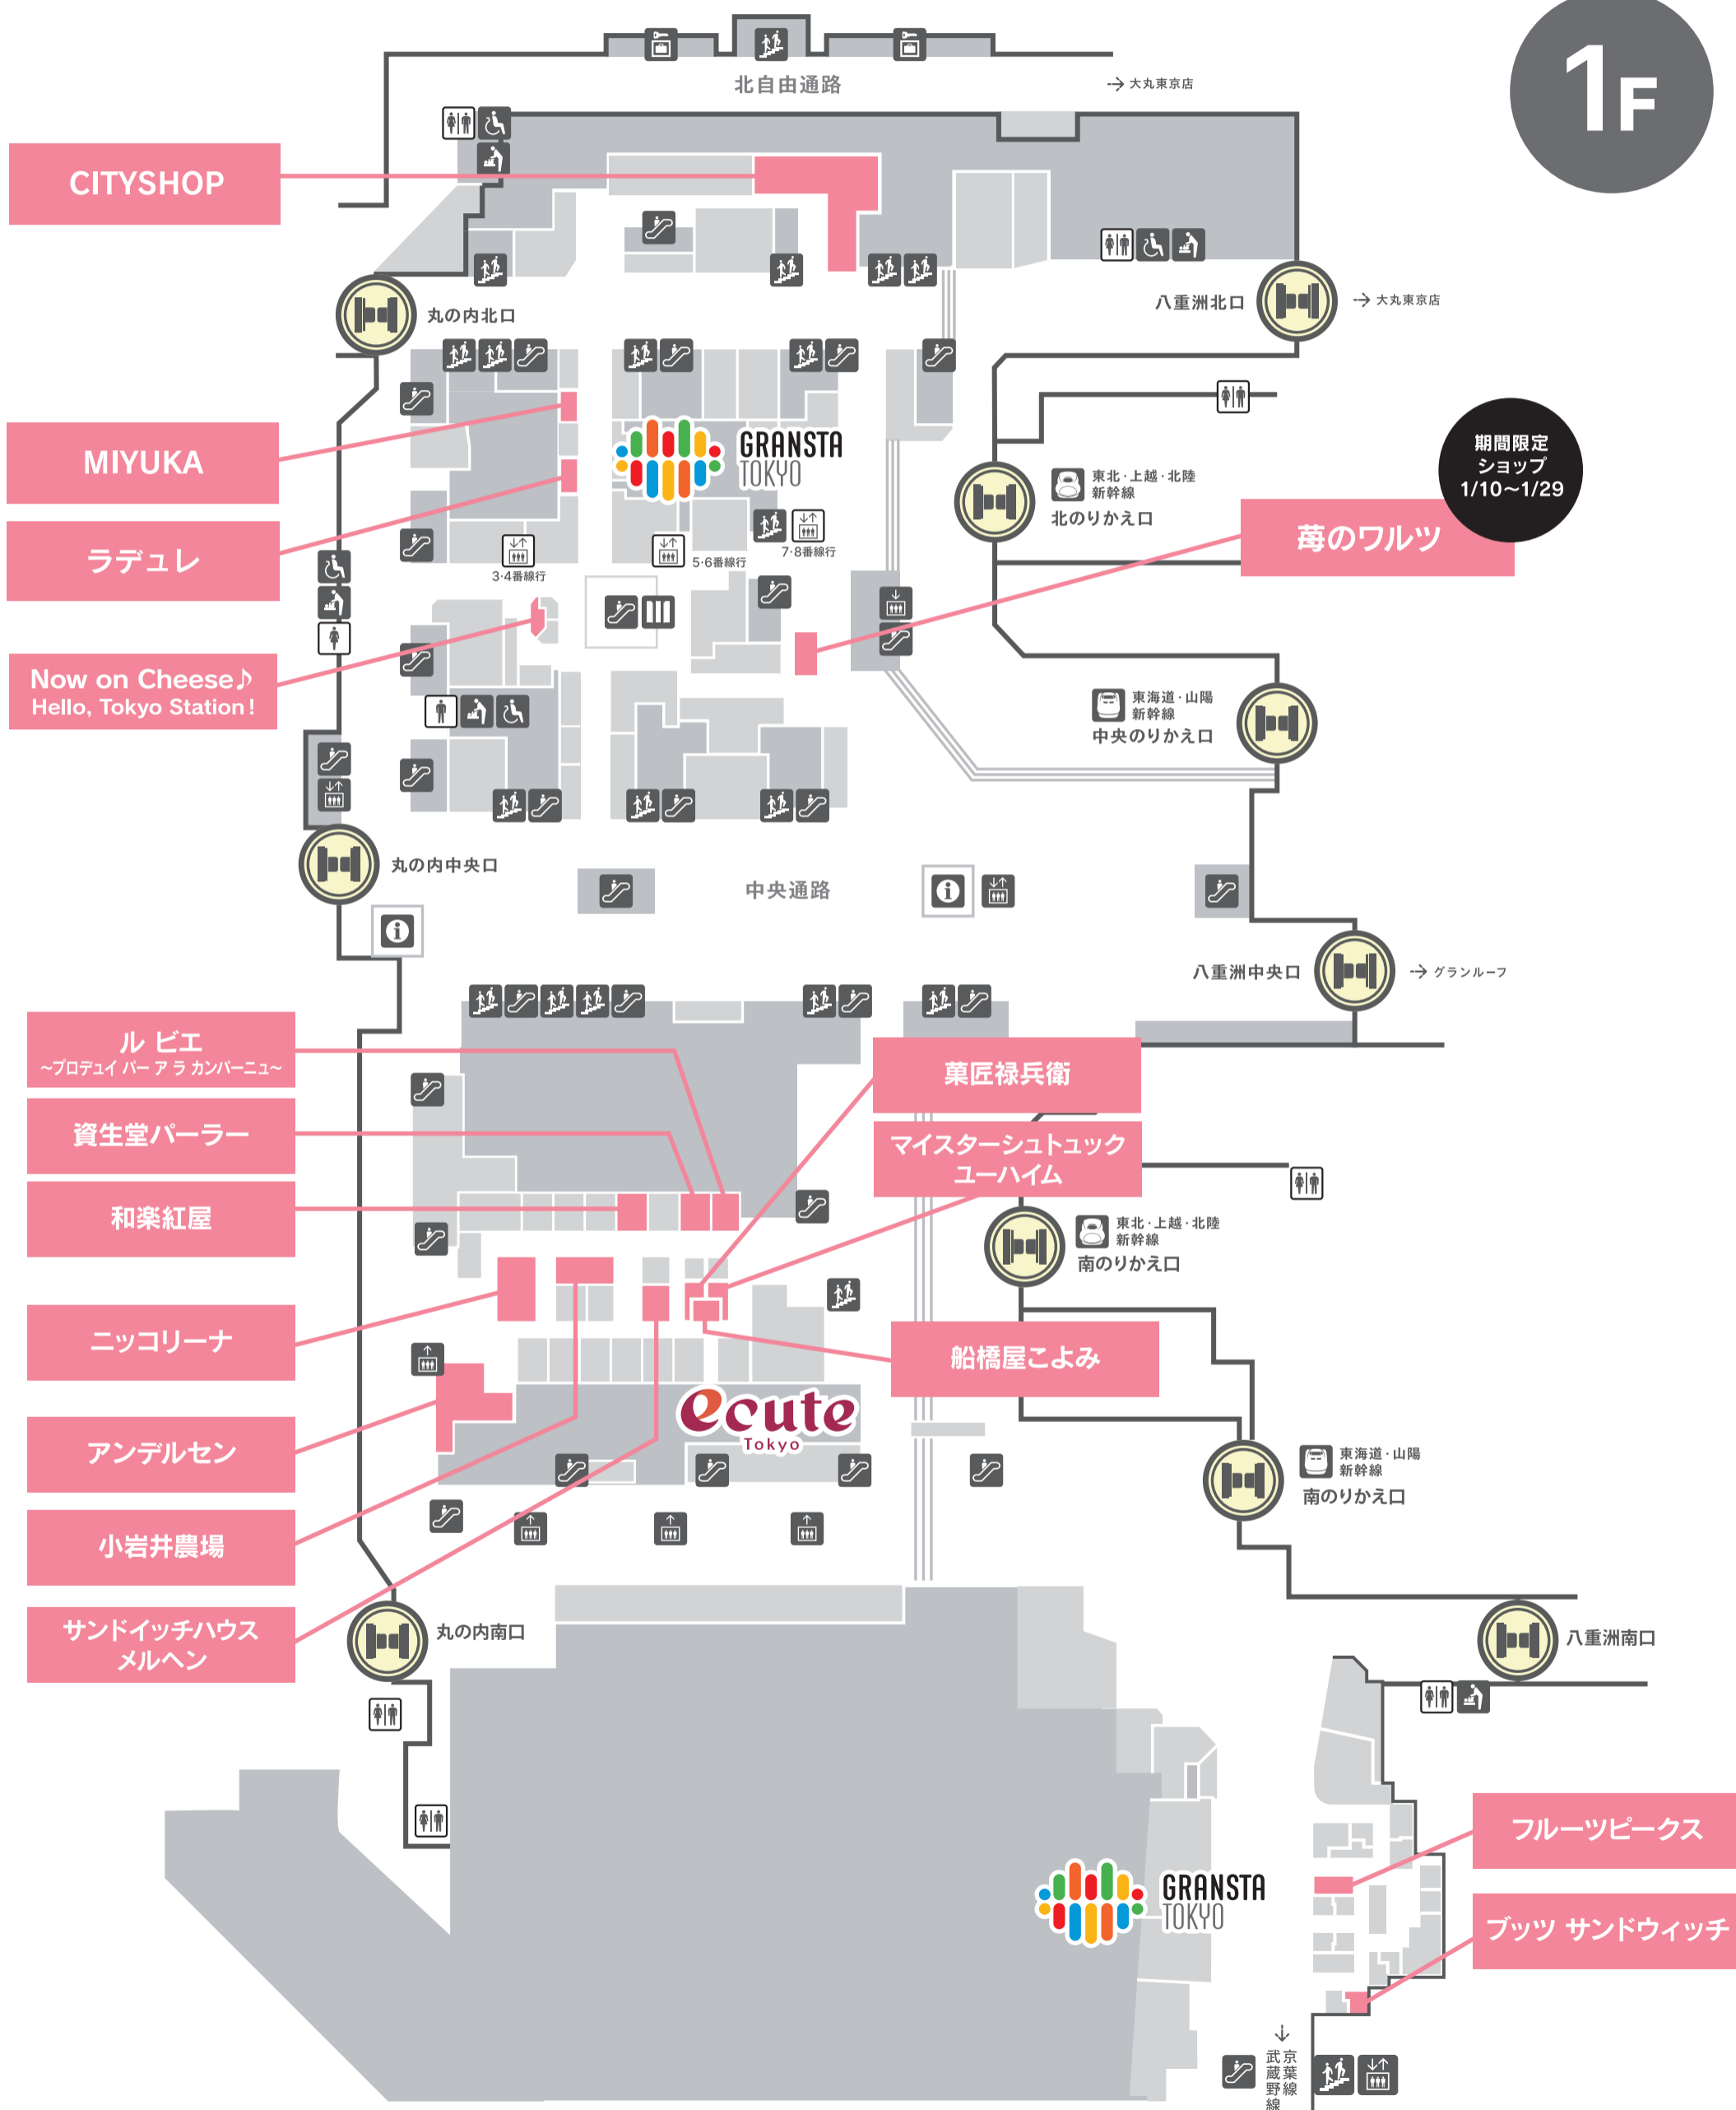 1F
北自由通路
大丸東京店
CITYSHOP
丸の内北口
八重洲北口
大丸東京店
MIYUKA
GRANSTA
TOKYO
期間限定
ショップ
1/10～1/29
東北・上越・北陸
新幹線
北のりかえ口
苺のワルツ
ラデュレ
3・4番線行
5・6番線行
7・8番線行
Now on Cheese♪
Hello, Tokyo Station!
東海道・山陽
新幹線
中央のりかえ口
丸の内中央口
中央通路
八重洲中央口
グランルーフ
ル ビエ
～プロデュイ パー ア ラ カンパーニュ～
菓匠禄兵衛
資生堂パーラー
マイスターシュトュック
ユーハイム
和楽紅屋
東北・上越・北陸
新幹線
南のりかえ口
ニッコリーナ
船橋屋こよみ
アンデルセン
ecute
Tokyo
東海道・山陽
新幹線
南のりかえ口
小岩井農場
サンドイッチハウス
メルヘン
丸の内南口
八重洲南口
フルーツピークス
GRANSTA
TOKYO
ブッツ サンドウィッチ
京葉線
武蔵野線